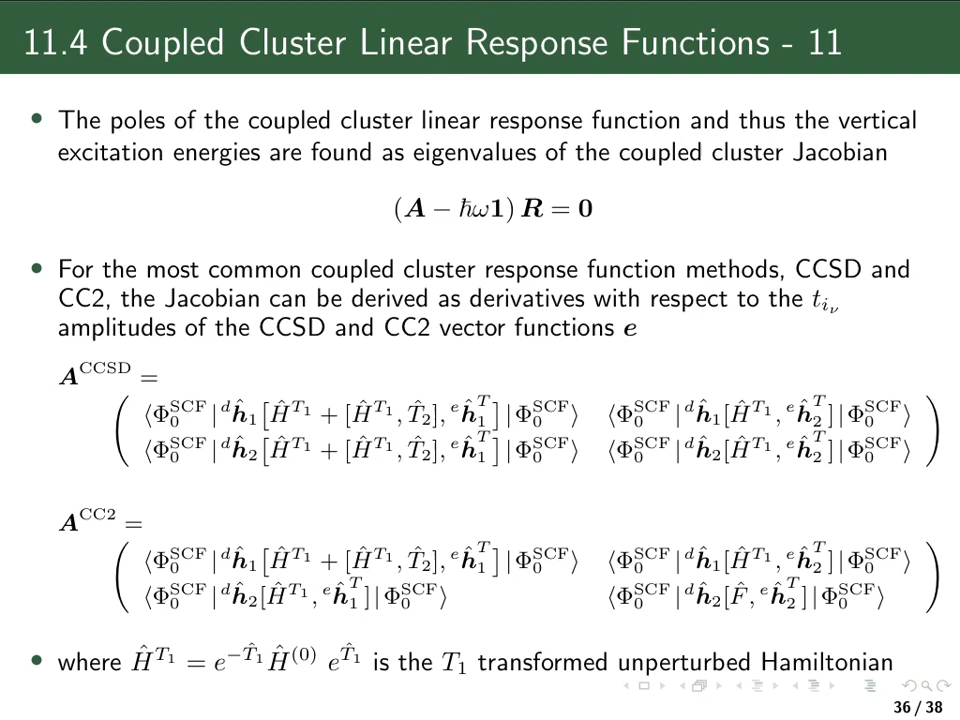 11.4 Coupled Cluster Linear Response Functions - 11
• The poles of the coupled cluster linear response function and thus the vertical
excitation energies are found as eigenvalues of the coupled cluster Jacobian
(A − ℏω1) R = 0
• For the most common coupled cluster response function methods, CCSD and
CC2, the Jacobian can be derived as derivatives with respect to the t_{i_ν}
amplitudes of the CCSD and CC2 vector functions e
A^{CCSD} =
( ⟨Φ_0^{SCF} | ^d ĥ_1 [Ĥ^{T_1} + [Ĥ^{T_1}, T̂_2], ^e ĥ_1^T] | Φ_0^{SCF}⟩ ⟨Φ_0^{SCF} | ^d ĥ_1 [Ĥ^{T_1}, ^e ĥ_2^T] | Φ_0^{SCF}⟩ )
( ⟨Φ_0^{SCF} | ^d ĥ_2 [Ĥ^{T_1} + [Ĥ^{T_1}, T̂_2], ^e ĥ_1^T] | Φ_0^{SCF}⟩ ⟨Φ_0^{SCF} | ^d ĥ_2 [Ĥ^{T_1}, ^e ĥ_2^T] | Φ_0^{SCF}⟩ )
A^{CC2} =
( ⟨Φ_0^{SCF} | ^d ĥ_1 [Ĥ^{T_1} + [Ĥ^{T_1}, T̂_2], ^e ĥ_1^T] | Φ_0^{SCF}⟩ ⟨Φ_0^{SCF} | ^d ĥ_1 [Ĥ^{T_1}, ^e ĥ_2^T] | Φ_0^{SCF}⟩ )
( ⟨Φ_0^{SCF} | ^d ĥ_2 [Ĥ^{T_1}, ^e ĥ_1^T] | Φ_0^{SCF}⟩ ⟨Φ_0^{SCF} | ^d ĥ_2 [F̂, ^e ĥ_2^T] | Φ_0^{SCF}⟩ )
• where Ĥ^{T_1} = e^{−T̂_1} Ĥ^{(0)} e^{T̂_1} is the T_1 transformed unperturbed Hamiltonian
36 / 38